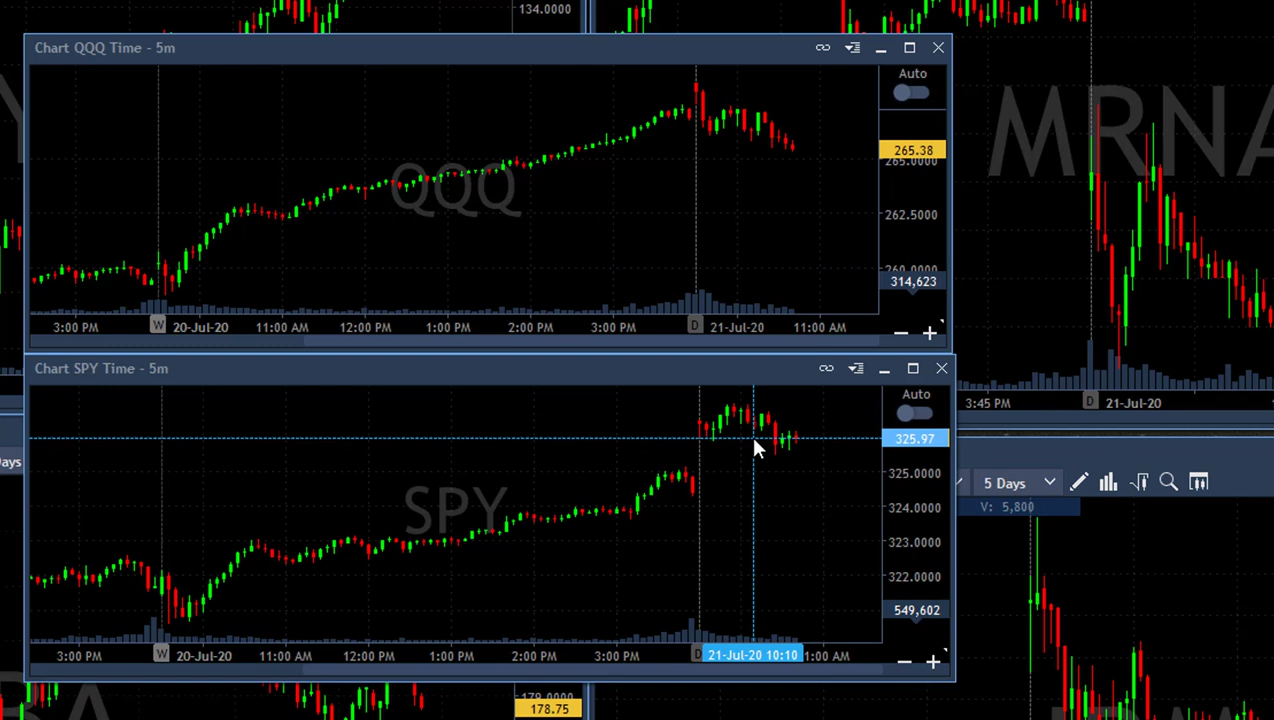 134.0000
Chart QQQ Time - 5m
Auto
QQQ
265.38
265.0000
262.5000
260.0000
314,623
3:00 PM W 20-Jul-20 11:00 AM 12:00 PM 1:00 PM 2:00 PM 3:00 PM D 21-Jul-20 11:00 AM
MRNA
3:45 PM D 21-Jul-20
Chart SPY Time - 5m
Auto
SPY
325.97
325.0000
324.0000
323.0000
322.0000
549,602
3:00 PM W 20-Jul-20 11:00 AM 12:00 PM 1:00 PM 2:00 PM 3:00 PM D 21-Jul-20 10:10 1:00 AM
ays
5 Days
V: 5,800
178.75